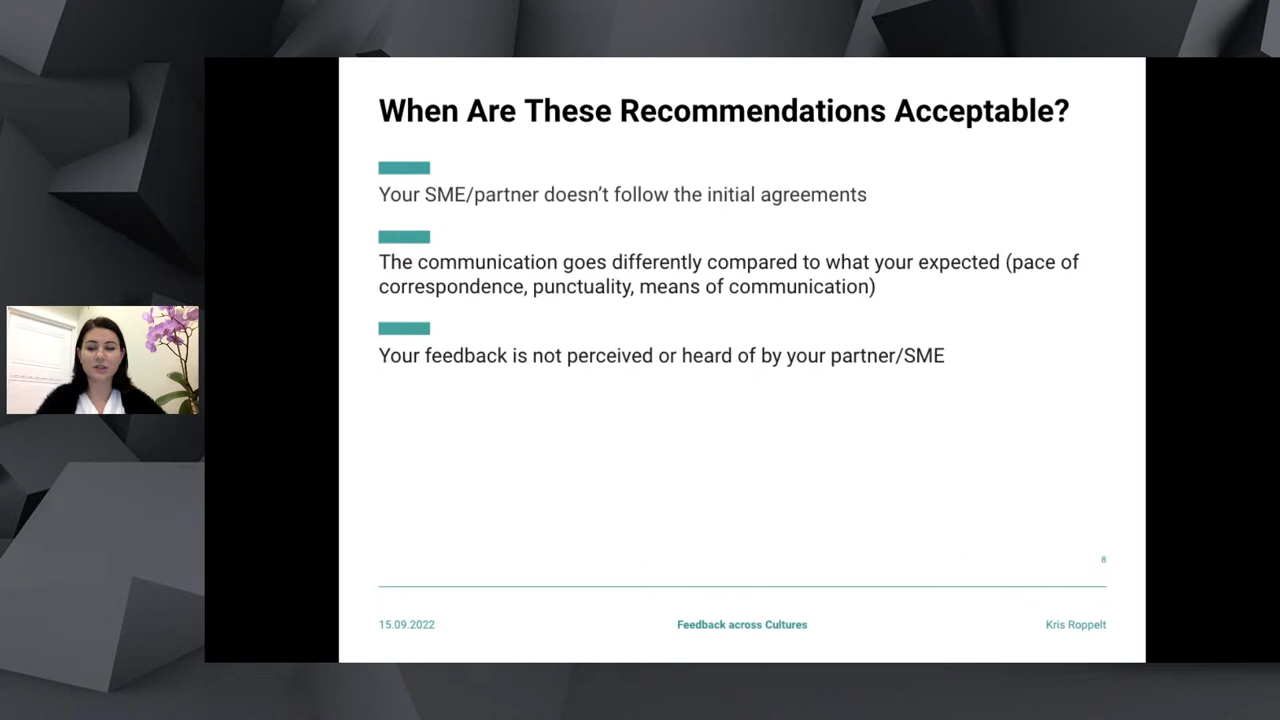 When Are These Recommendations Acceptable?
Your SME/partner doesn't follow the initial agreements
The communication goes differently compared to what your expected (pace of
correspondence, punctuality, means of communication)
Your feedback is not perceived or heard of by your partner/SME
8
15.09.2022
Feedback across Cultures
Kris Roppelt